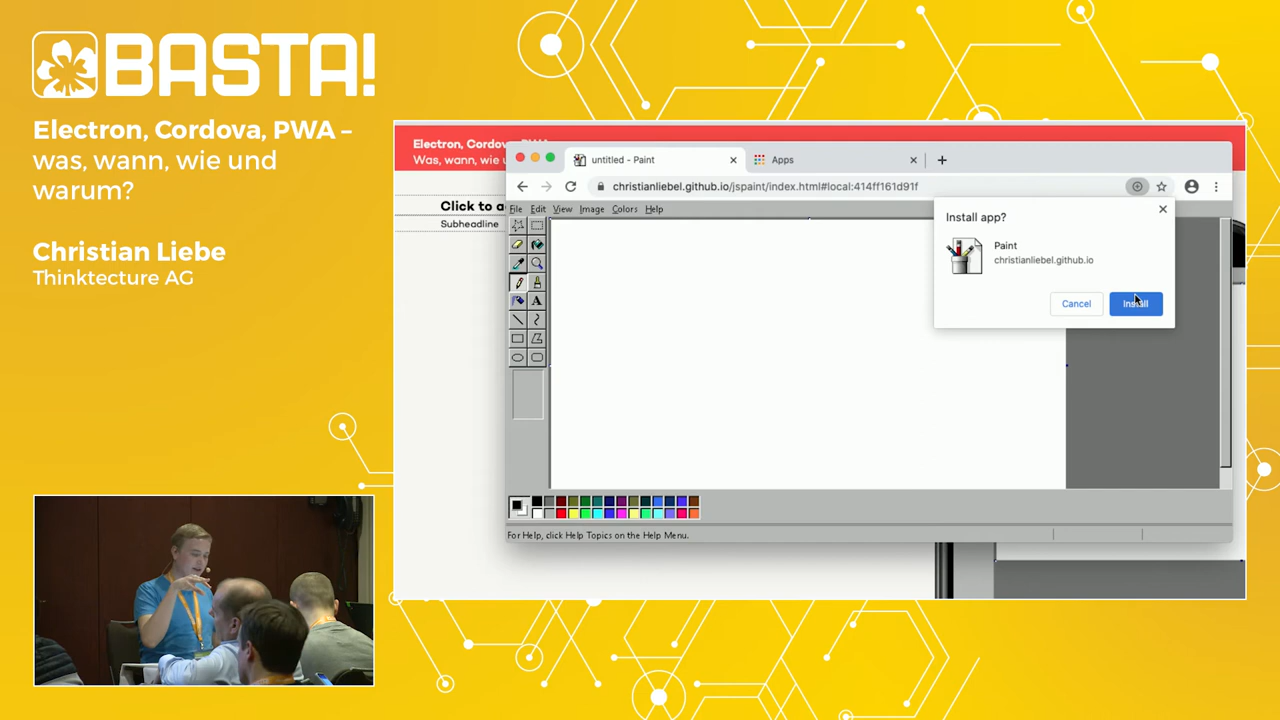 BASTA!
Electron, Cordova, PWA –
was, wann, wie und
warum?
Christian Liebe
Thinktecture AG
Electron, Cordova, PWA
Was, wann, wie u
Click to a
Subheadline
untitled - Paint
Apps
christianliebel.github.io/jspaint/index.html#local:414ff161d91f
File Edit View Image Colors Help
A
Install app?
Paint
christianliebel.github.io
Cancel
Install
For Help, click Help Topics on the Help Menu.